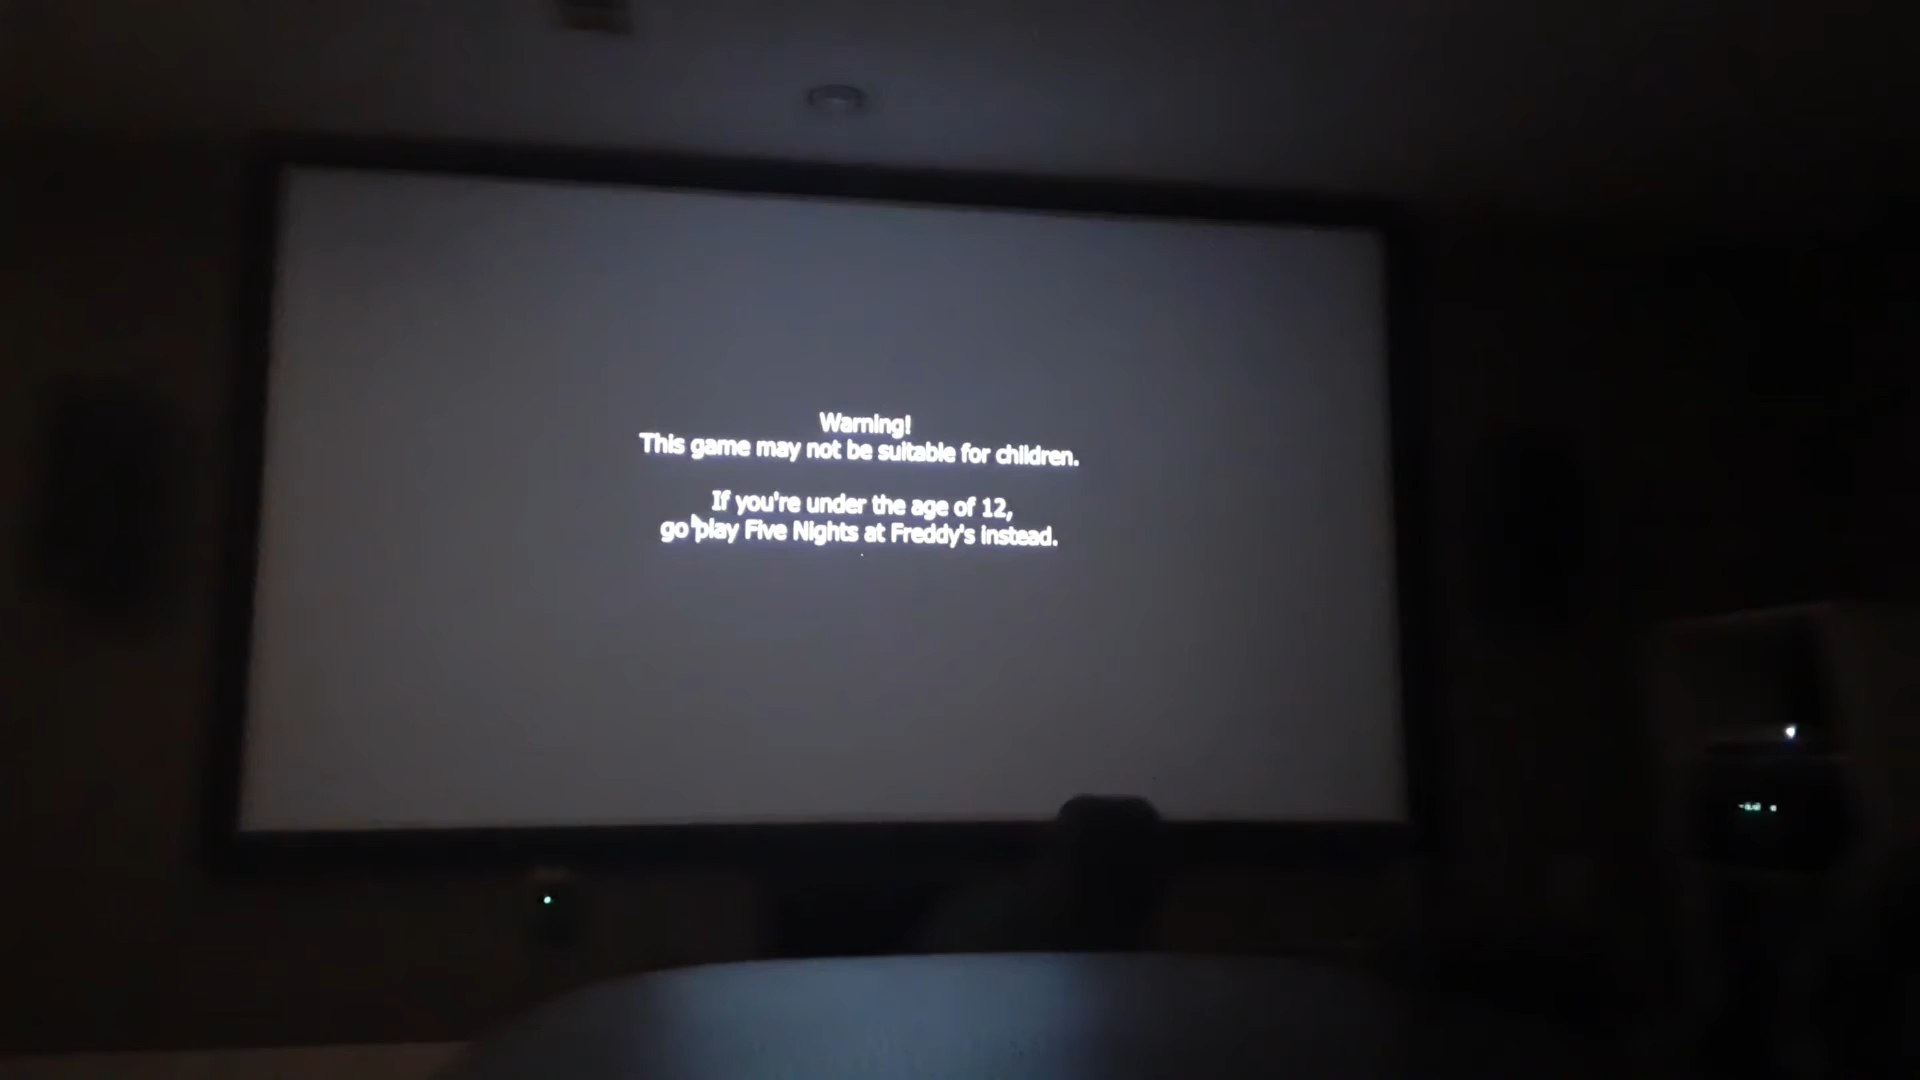 Warning!
This game may not be suitable for children.
If you're under the age of 12,
go play Five Nights at Freddy's instead.